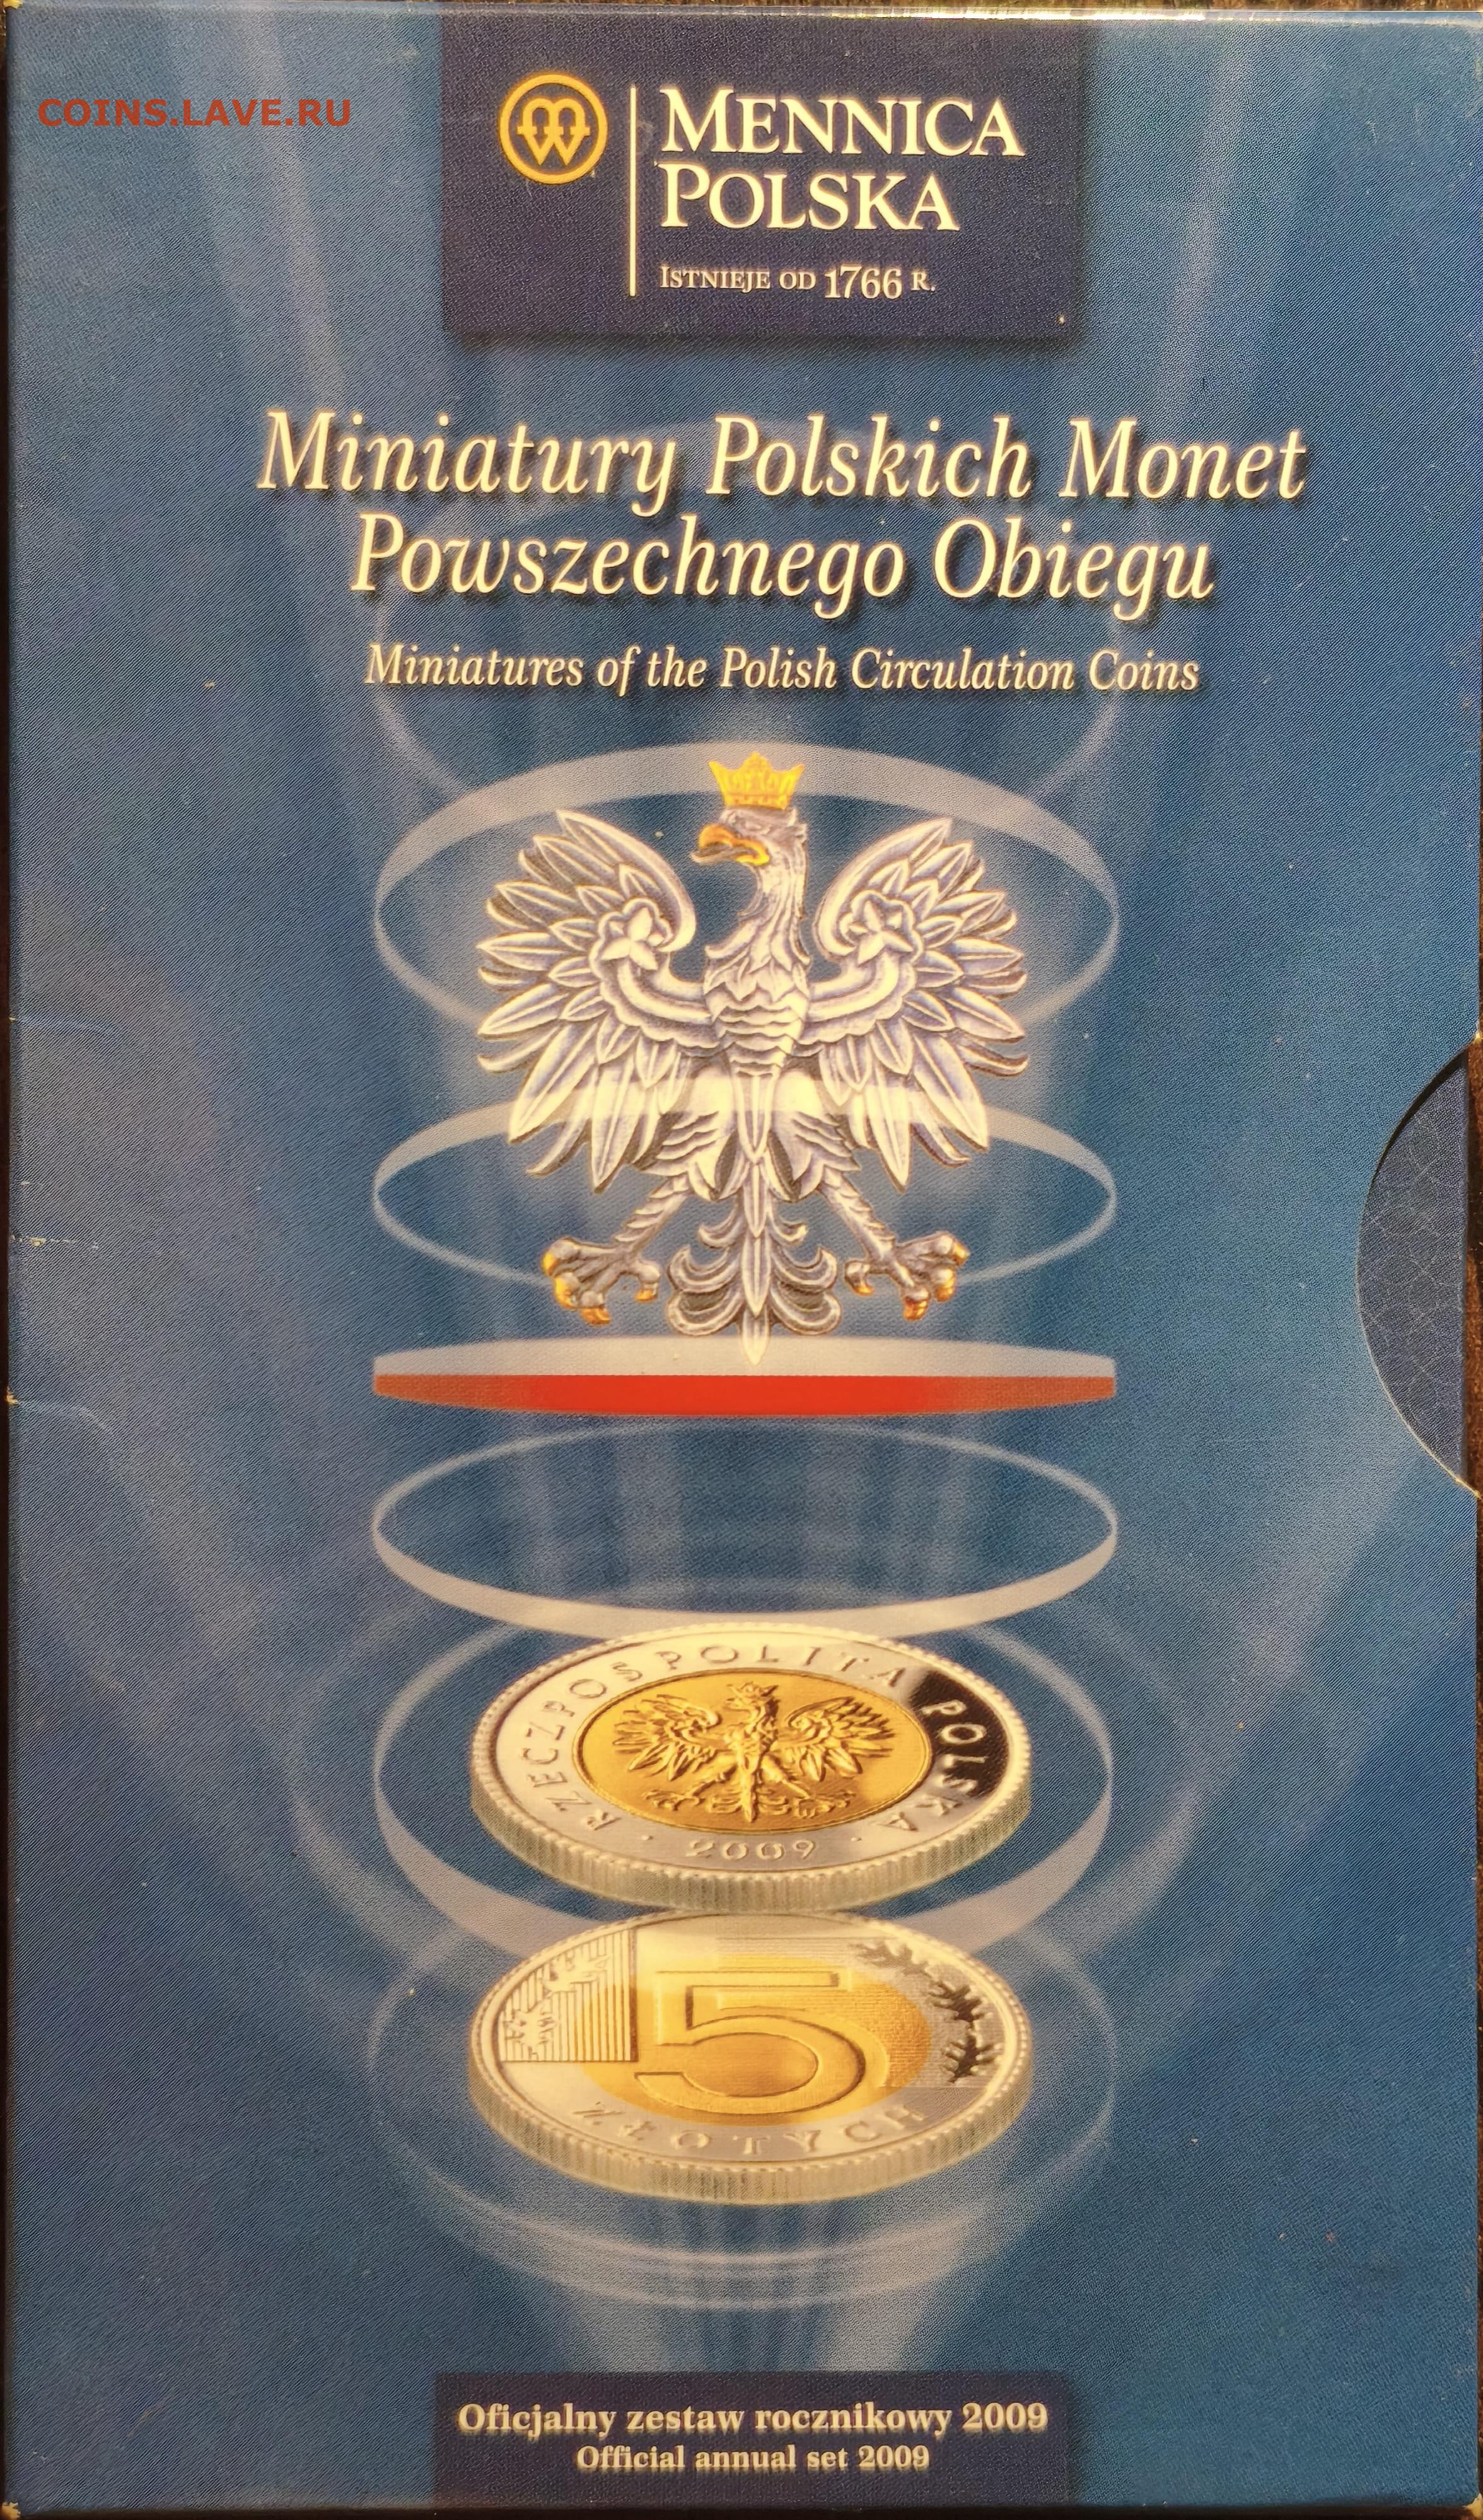 COINS.LAVE.RU
MENNICA
POLSKA
ISTNIEJE OD 1766 R.
Miniatury Polskich Monet
Powszechnego Obiegu
Miniatures of the Polish Circulation Coins
RZECZPOSPOLITA POLSKA
· 2009 ·
5
ZŁOTYCH
Oficjalny zestaw rocznikowy 2009
Official annual set 2009